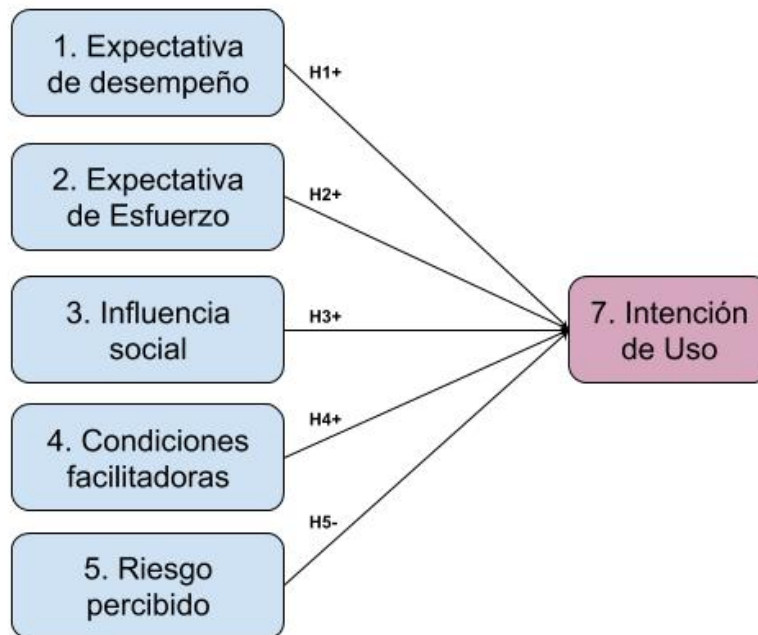 1. Expectativa
de desempeño
H1+
2. Expectativa
de Esfuerzo
H2+
3. Influencia
social
H3+
7. Intención
de Uso
4. Condiciones
facilitadoras
H4+
H5-
5. Riesgo
percibido